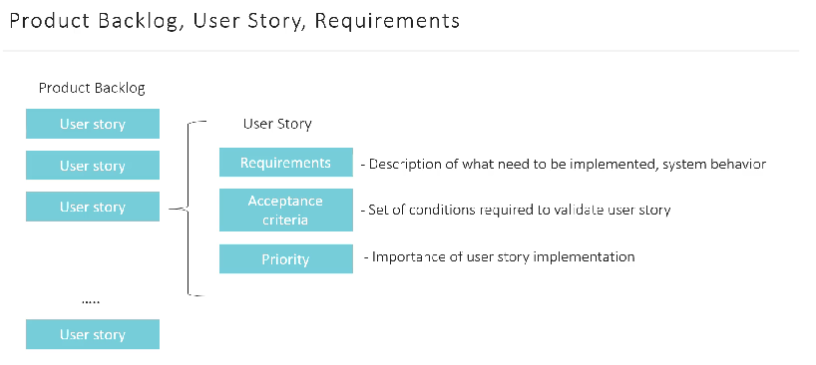 Product Backlog, User Story, Requirements
Product Backlog
User story
User story
User story
.....
User story
User Story
Requirements
- Description of what need to be implemented, system behavior
Acceptance
criteria
- Set of conditions required to validate user story
Priority
- Importance of user story implementation